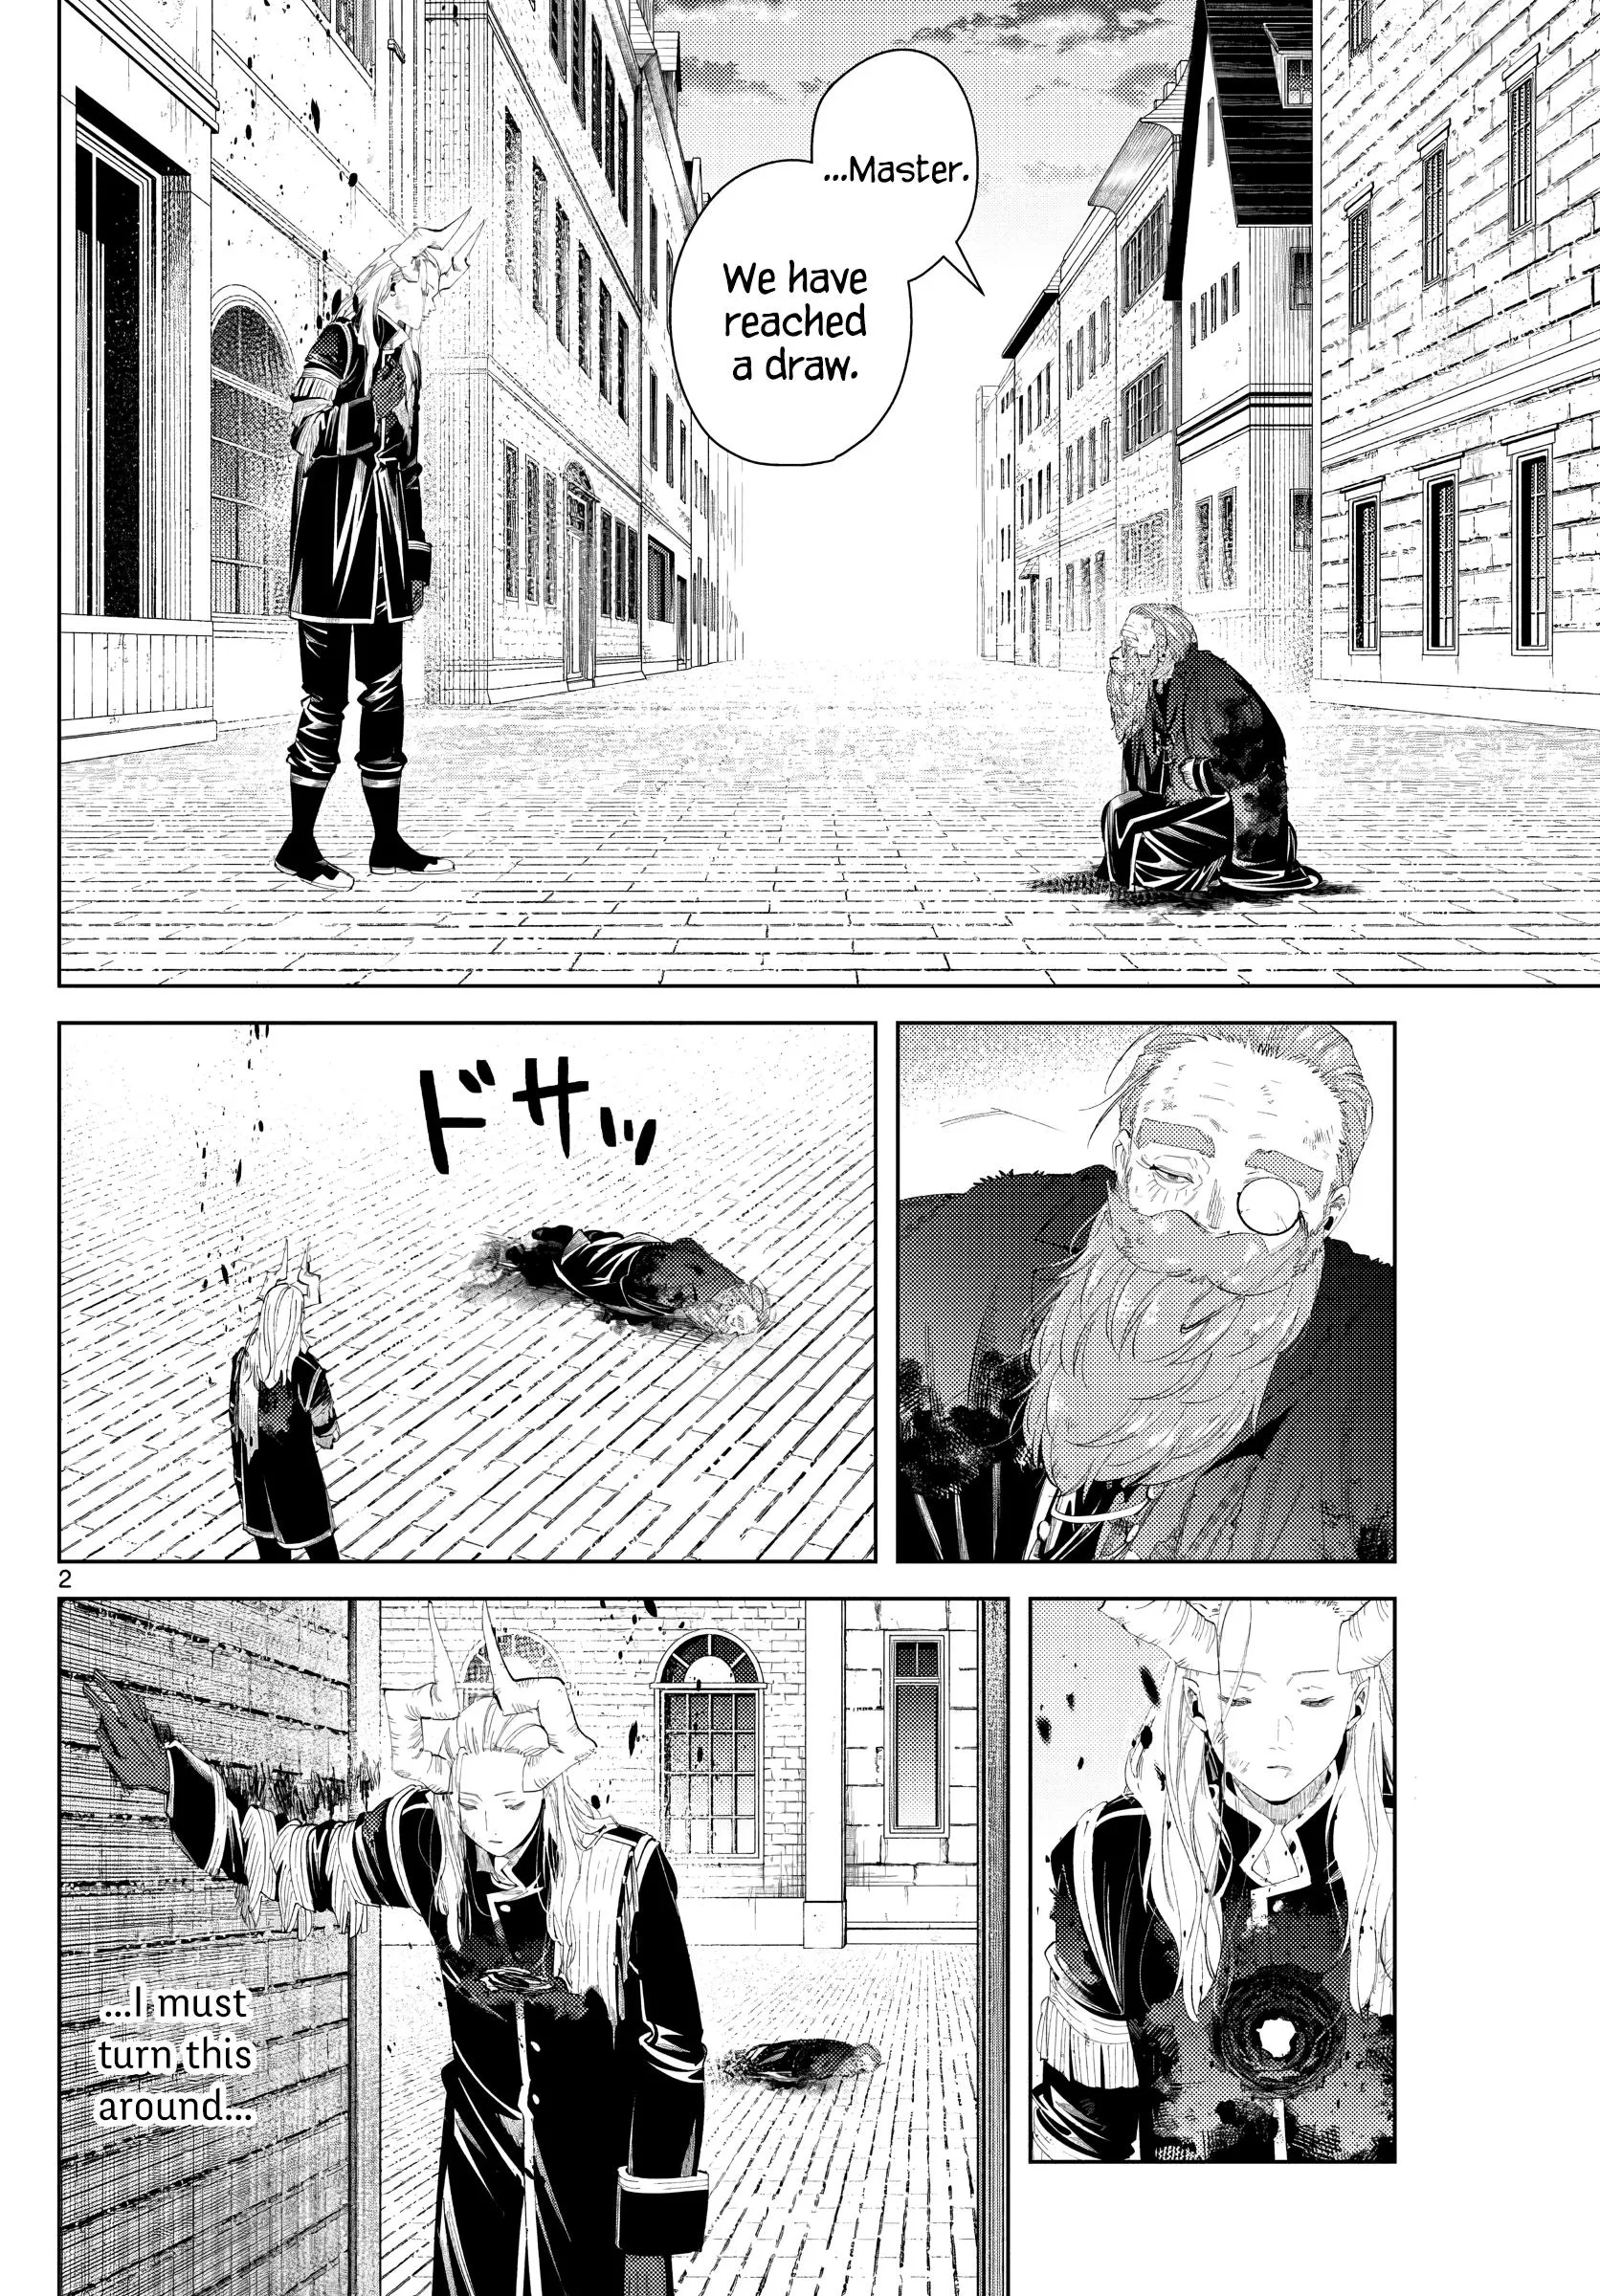 ...Master.
We have
reached
a draw.
ドサッ
2
...I must
turn this
around...